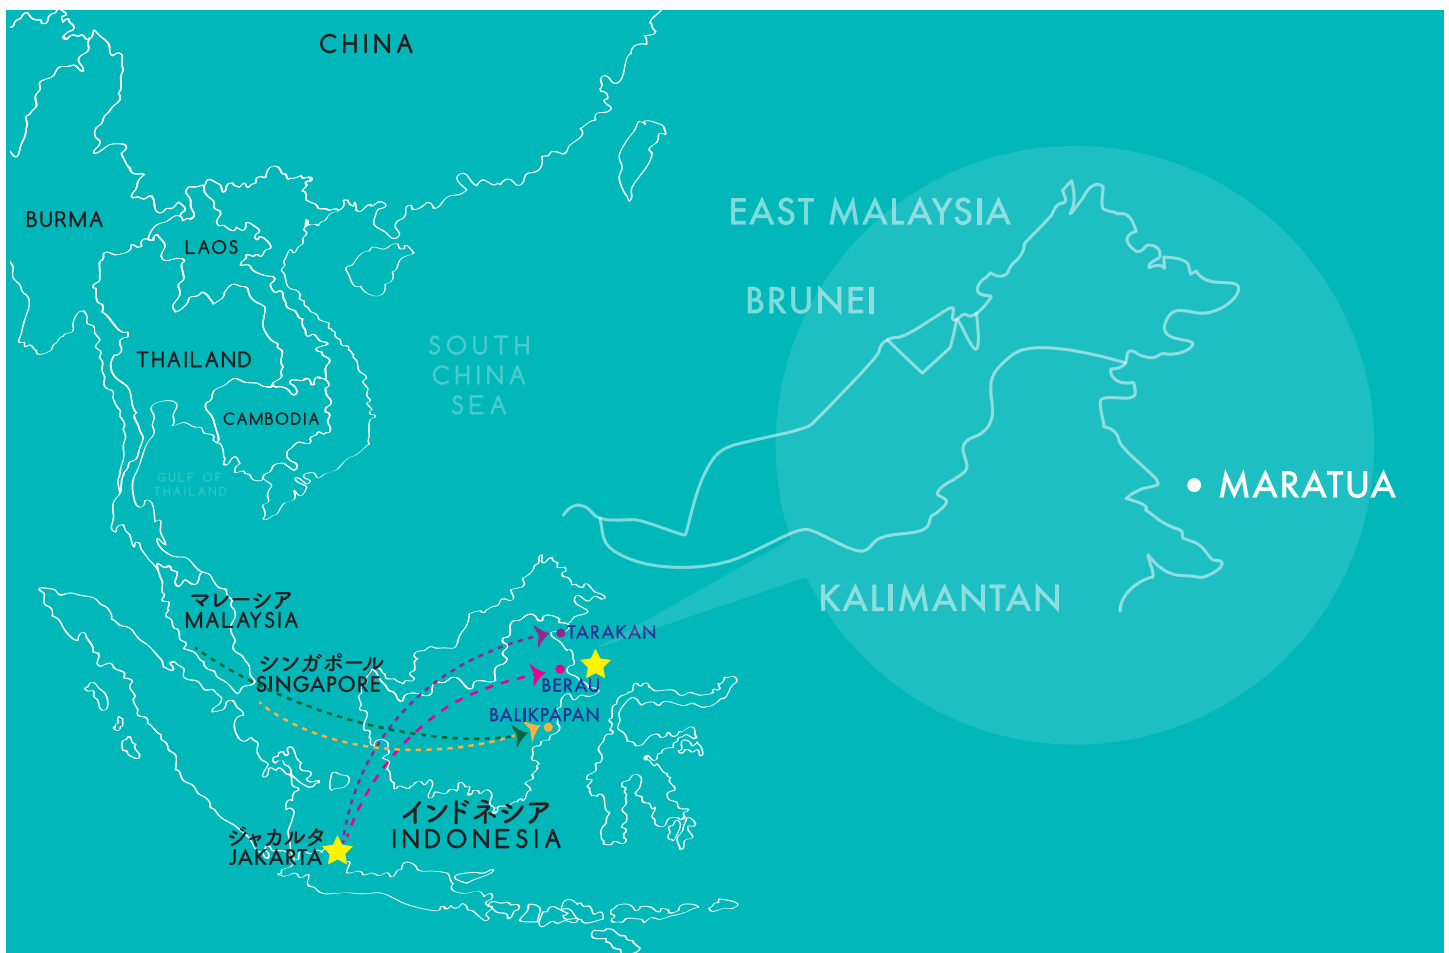 CHINA
BURMA
LAOS
EAST MALAYSIA
BRUNEI
THAILAND
SOUTH
CHINA
SEA
CAMBODIA
GULF OF
THAILAND
MARATUA
KALIMANTAN
マレーシア
MALAYSIA
TARAKAN
シンガポール
SINGAPORE
BERAU
BALIKPAPAN
インドネシア
INDONESIA
ジャカルタ
JAKARTA